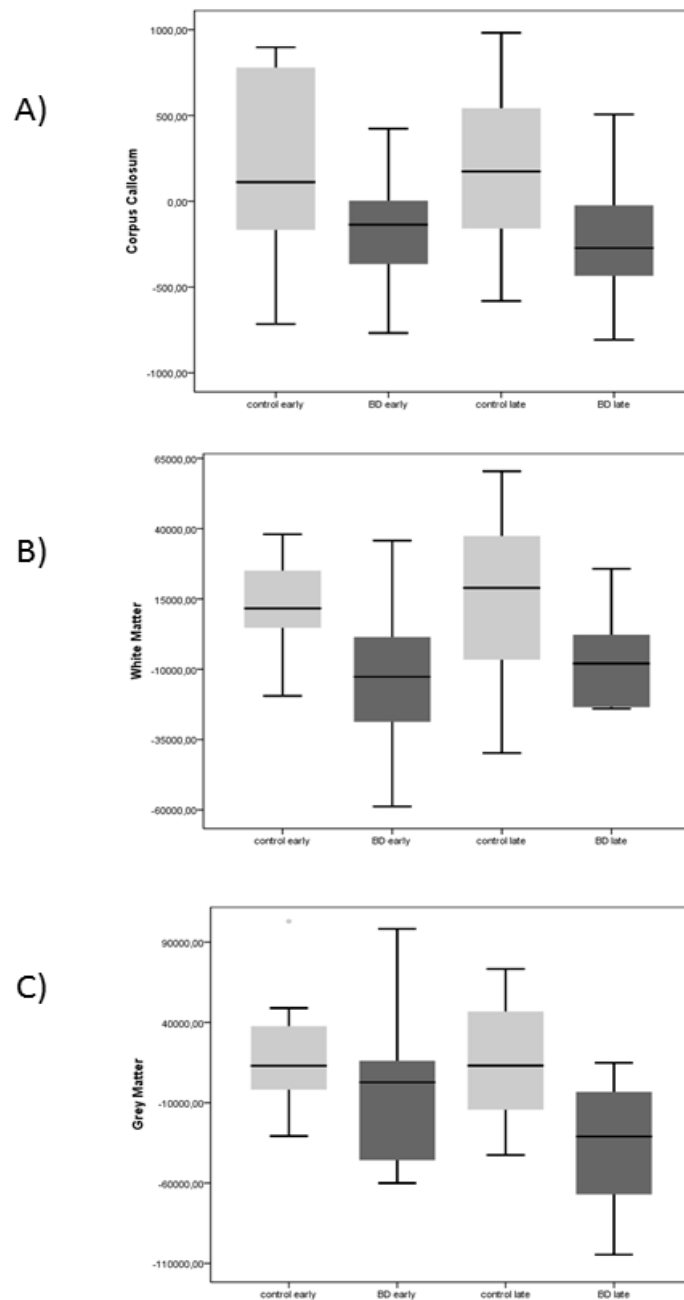 A)
Corpus Callosum
1000,00
500,00
0,00
-500,00
-1000,00
control early
BD early
control late
BD late
B)
White Matter
65000,00
40000,00
15000,00
-10000,00
-35000,00
-60000,00
control early
BD early
control late
BD late
C)
Grey Matter
90000,00
40000,00
-10000,00
-60000,00
-110000,00
control early
BD early
control late
BD late